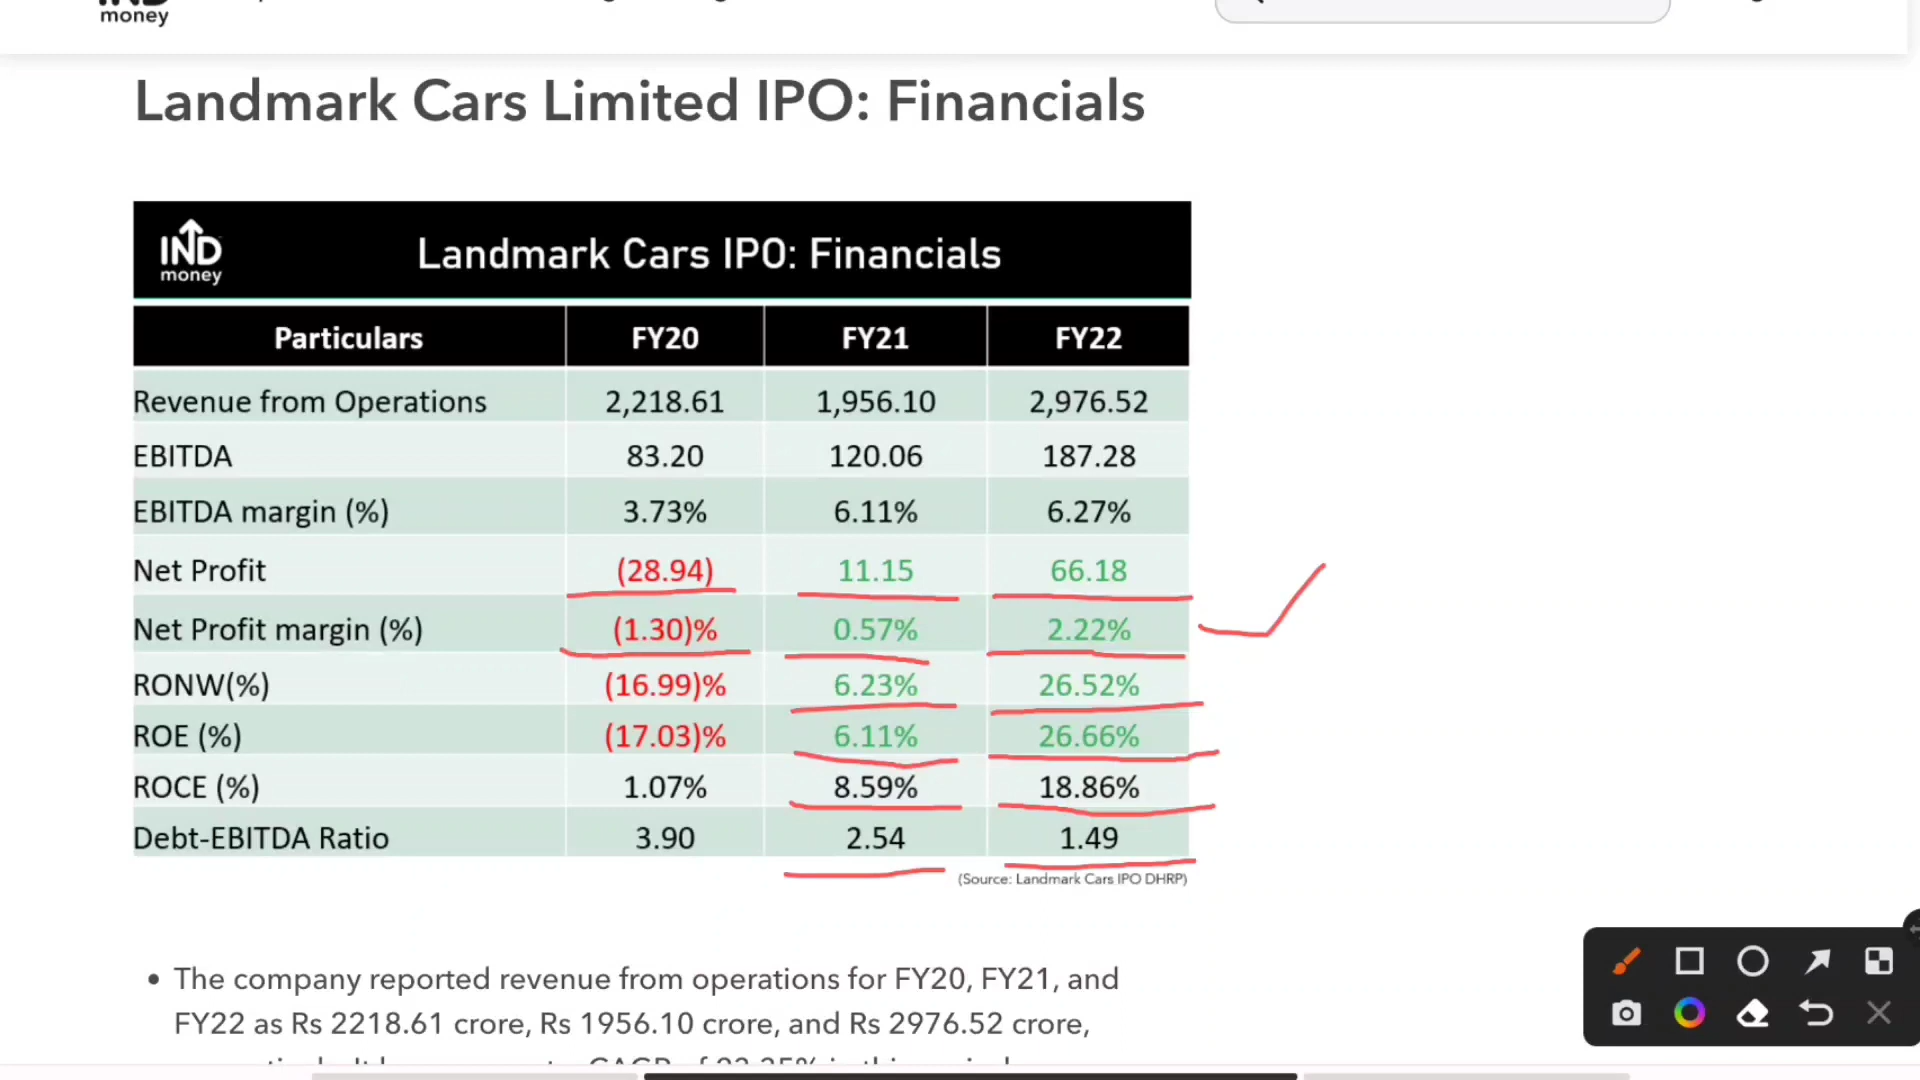 money
Landmark Cars Limited IPO: Financials
IND
money
Landmark Cars IPO: Financials
Particulars FY20 FY21 FY22
Revenue from Operations 2,218.61 1,956.10 2,976.52
EBITDA 83.20 120.06 187.28
EBITDA margin (%) 3.73% 6.11% 6.27%
Net Profit (28.94) 11.15 66.18
Net Profit margin (%) (1.30)% 0.57% 2.22%
RONW(%) (16.99)% 6.23% 26.52%
ROE (%) (17.03)% 6.11% 26.66%
ROCE (%) 1.07% 8.59% 18.86%
Debt-EBITDA Ratio 3.90 2.54 1.49
(Source: Landmark Cars IPO DHRP)
• The company reported revenue from operations for FY20, FY21, and
FY22 as Rs 2218.61 crore, Rs 1956.10 crore, and Rs 2976.52 crore,